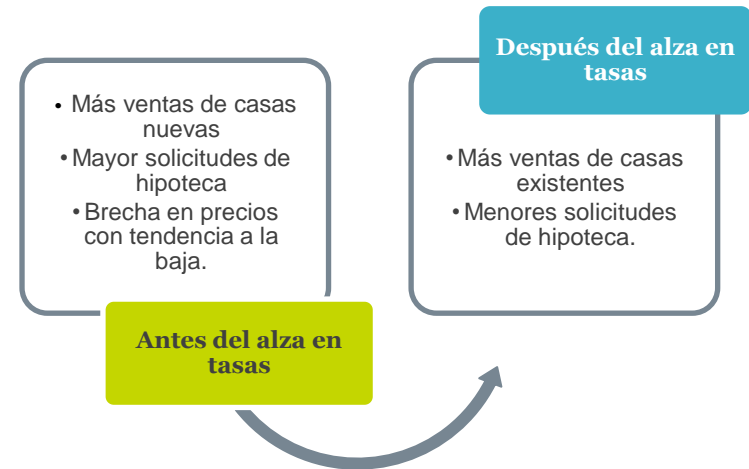 • Más ventas de casas
nuevas
•Mayor solicitudes de
hipoteca
•Brecha en precios
con tendencia a la
baja.
Antes del alza en
tasas
Después del alza en
tasas
•Más ventas de casas
existentes
•Menores solicitudes
de hipoteca.